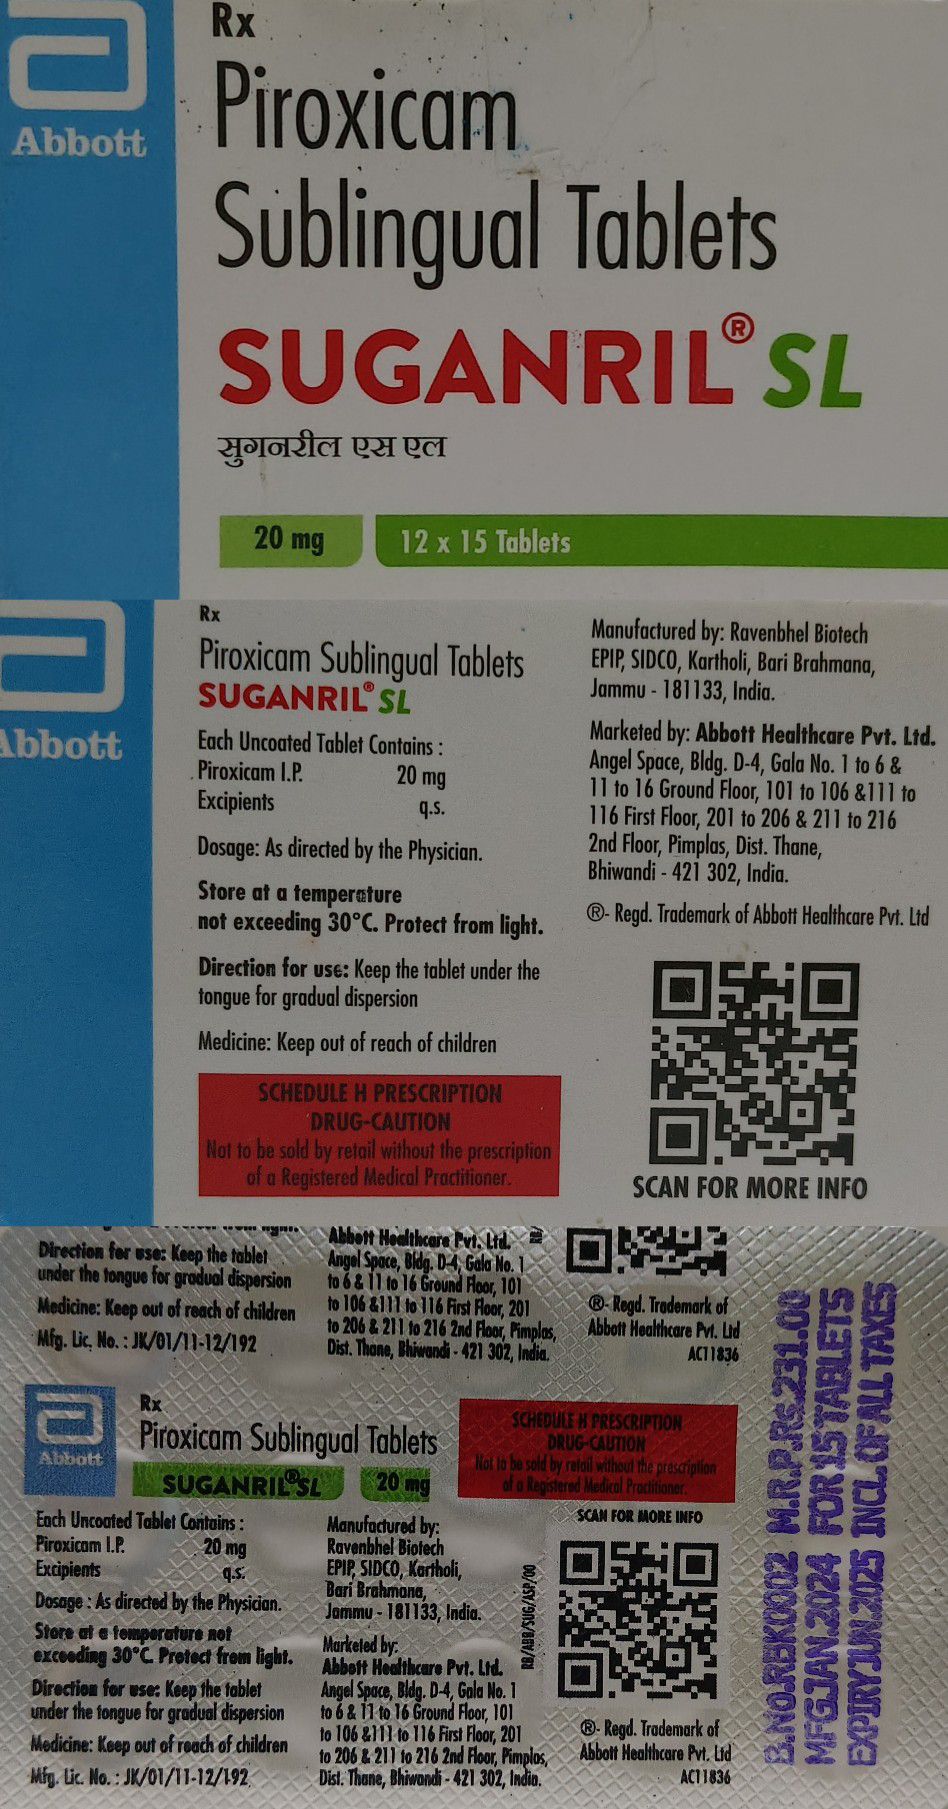 Abbott
Rx
Piroxicam
Sublingual Tablets
SUGANRIL® SL
सुगनरील एस एल
20 mg
12 x 15 Tablets
Abbott
Rx
Piroxicam Sublingual Tablets
SUGANRIL® SL
Each Uncoated Tablet Contains :
Piroxicam I.P. 20 mg
Excipients q.s.
Dosage: As directed by the Physician.
Store at a temperature
not exceeding 30°C. Protect from light.
Direction for use: Keep the tablet under the
tongue for gradual dispersion
Medicine: Keep out of reach of children
SCHEDULE H PRESCRIPTION
DRUG-CAUTION
Not to be sold by retail without the prescription
of a Registered Medical Practitioner.
Manufactured by: Ravenbhel Biotech
EPIP, SIDCO, Kartholi, Bari Brahmana,
Jammu - 181133, India.
Marketed by: Abbott Healthcare Pvt. Ltd.
Angel Space, Bldg. D-4, Gala No. 1 to 6 &
11 to 16 Ground Floor, 101 to 106 &111 to
116 First Floor, 201 to 206 & 211 to 216
2nd Floor, Pimplas, Dist. Thane,
Bhiwandi - 421 302, India.
®- Regd. Trademark of Abbott Healthcare Pvt. Ltd
SCAN FOR MORE INFO
Direction for use: Keep the tablet
under the tongue for gradual dispersion
Medicine: Keep out of reach of children
Mfg. Lic. No. : JK/01/11-12/192
Abbott Healthcare Pvt. Ltd.
Angel Space, Bldg. D-4, Gala No. 1
to 6 & 11 to 16 Ground Floor, 101
to 106 &111 to 116 First Floor, 201
to 206 & 211 to 216 2nd Floor, Pimplas,
Dist. Thane, Bhiwandi - 421 302, India.
®- Regd. Trademark of
Abbott Healthcare Pvt. Ltd
AC11836
Abbott
Rx
Piroxicam Sublingual Tablets
SUGANRIL® SL
20 mg
SCHEDULE H PRESCRIPTION
DRUG-CAUTION
Not to be sold by retail without the prescription
of a Registered Medical Practitioner.
Each Uncoated Tablet Contains :
Piroxicam I.P. 20 mg
Excipients q.s.
Dosage : As directed by the Physician.
Store at a temperature not
exceeding 30°C. Protect from light.
Direction for use: Keep the tablet
under the tongue for gradual dispersion
Medicine: Keep out of reach of children
Mfg. Lic. No. : JK/01/11-12/192
Manufactured by:
Ravenbhel Biotech
EPIP, SIDCO, Kartholi,
Bari Brahmana,
Jammu - 181133, India.
Marketed by:
Abbott Healthcare Pvt. Ltd.
Angel Space, Bldg. D-4, Gala No. 1
to 6 & 11 to 16 Ground Floor, 101
to 106 &111 to 116 First Floor, 201
to 206 & 211 to 216 2nd Floor, Pimplas,
Dist. Thane, Bhiwandi - 421 302, India.
RB/ABB/SUG/ASP/00
SCAN FOR MORE INFO
®- Regd. Trademark of
Abbott Healthcare Pvt. Ltd
AC11836
B.NO.RBK0002 M.R.P.RS.231.00
MFG.JAN.2024 FOR 15 TABLETS
EXPIRY.JUN.2025 INCL.OF ALL TAXES